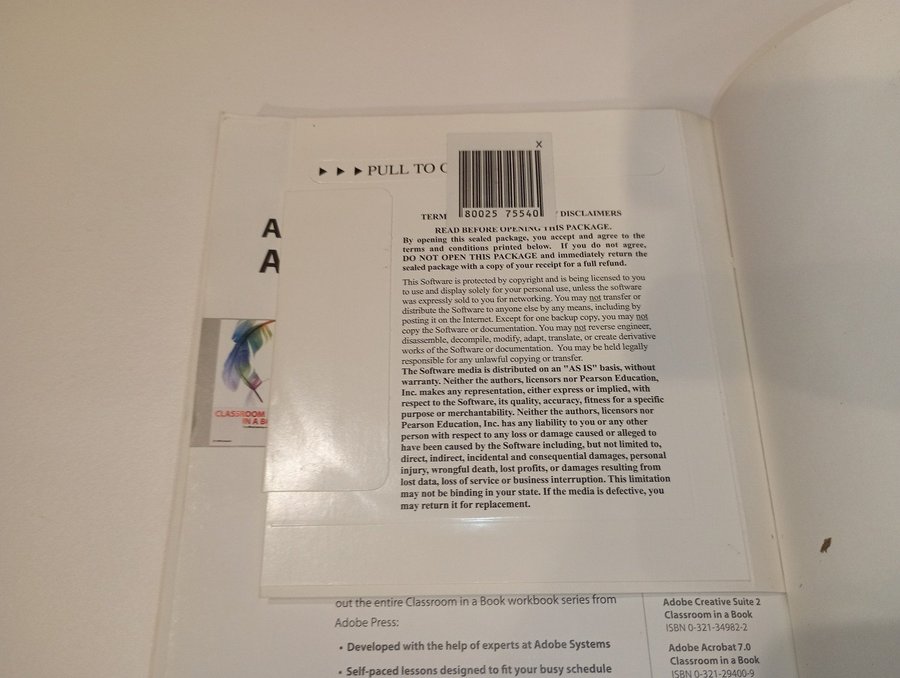 X
▶ ▶ ▶ PULL TO
80025 75540
DISCLAIMERS
READ BEFORE OPENING THIS PACKAGE.
By opening this sealed package, you accept and agree to the
terms and conditions printed below. If you do not agree,
DO NOT OPEN THIS PACKAGE and immediately return the
sealed package with a copy of your receipt for a full refund.
This Software is protected by copyright and is being licensed to you
to use and display solely for your personal use, unless the software
was expressly sold to you for networking. You may not transfer or
distribute the Software to anyone else by any means, including by
posting it on the Internet. Except for one backup copy, you may not
copy the Software or documentation. You may not reverse engineer,
disassemble, decompile, modify, adapt, translate, or create derivative
works of the Software or documentation. You may be held legally
responsible for any unlawful copying or transfer.
The Software media is distributed on an "AS IS" basis, without
warranty. Neither the authors, licensors nor Pearson Education,
Inc. makes any representation, either express or implied, with
respect to the Software, its quality, accuracy, fitness for a specific
purpose or merchantability. Neither the authors, licensors nor
Pearson Education, Inc. has any liability to you or any other
person with respect to any loss or damage caused or alleged to
have been caused by the Software including, but not limited to,
direct, indirect, incidental and consequential damages, personal
injury, wrongful death, lost profits, or damages resulting from
lost data, loss of service or business interruption. This limitation
may not be binding in your state. If the media is defective, you
may return it for replacement.
A
A
CLASSROOM
IN A
out the entire Classroom in a Book workbook series from
Adobe Press:
• Developed with the help of experts at Adobe Systems
• Self-paced lessons designed to fit your busy schedule
Adobe Creative Suite 2
Classroom in a Book
ISBN 0-321-34982-2
Adobe Acrobat 7.0
Classroom in a Book
ISBN 0-321-29400-9